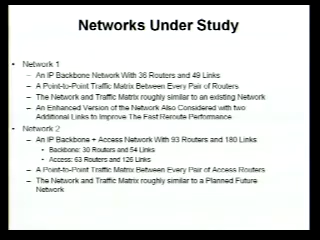 Networks Under Study
• Network 1
– An IP Backbone Network With 36 Routers and 49 Links
– A Point-to-Point Traffic Matrix Between Every Pair of Routers
– The Network and Traffic Matrix roughly similar to an existing Network
– An Enhanced Version of the Network Also Considered with two
Additional Links to Improve The Fast Reroute Performance
• Network 2
– An IP Backbone + Access Network With 93 Routers and 180 Links
• Backbone: 30 Routers and 54 Links
• Access: 63 Routers and 126 Links
– A Point-to-Point Traffic Matrix Between Every Pair of Access Routers
– The Network and Traffic Matrix roughly similar to a Planned Future
Network